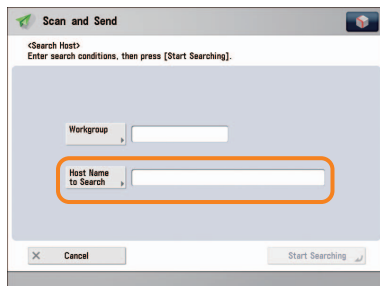 Scan and Send
<Search Host>
Enter search conditions, then press [Start Searching].
Workgroup
Host Name
to Search
Cancel
Start Searching